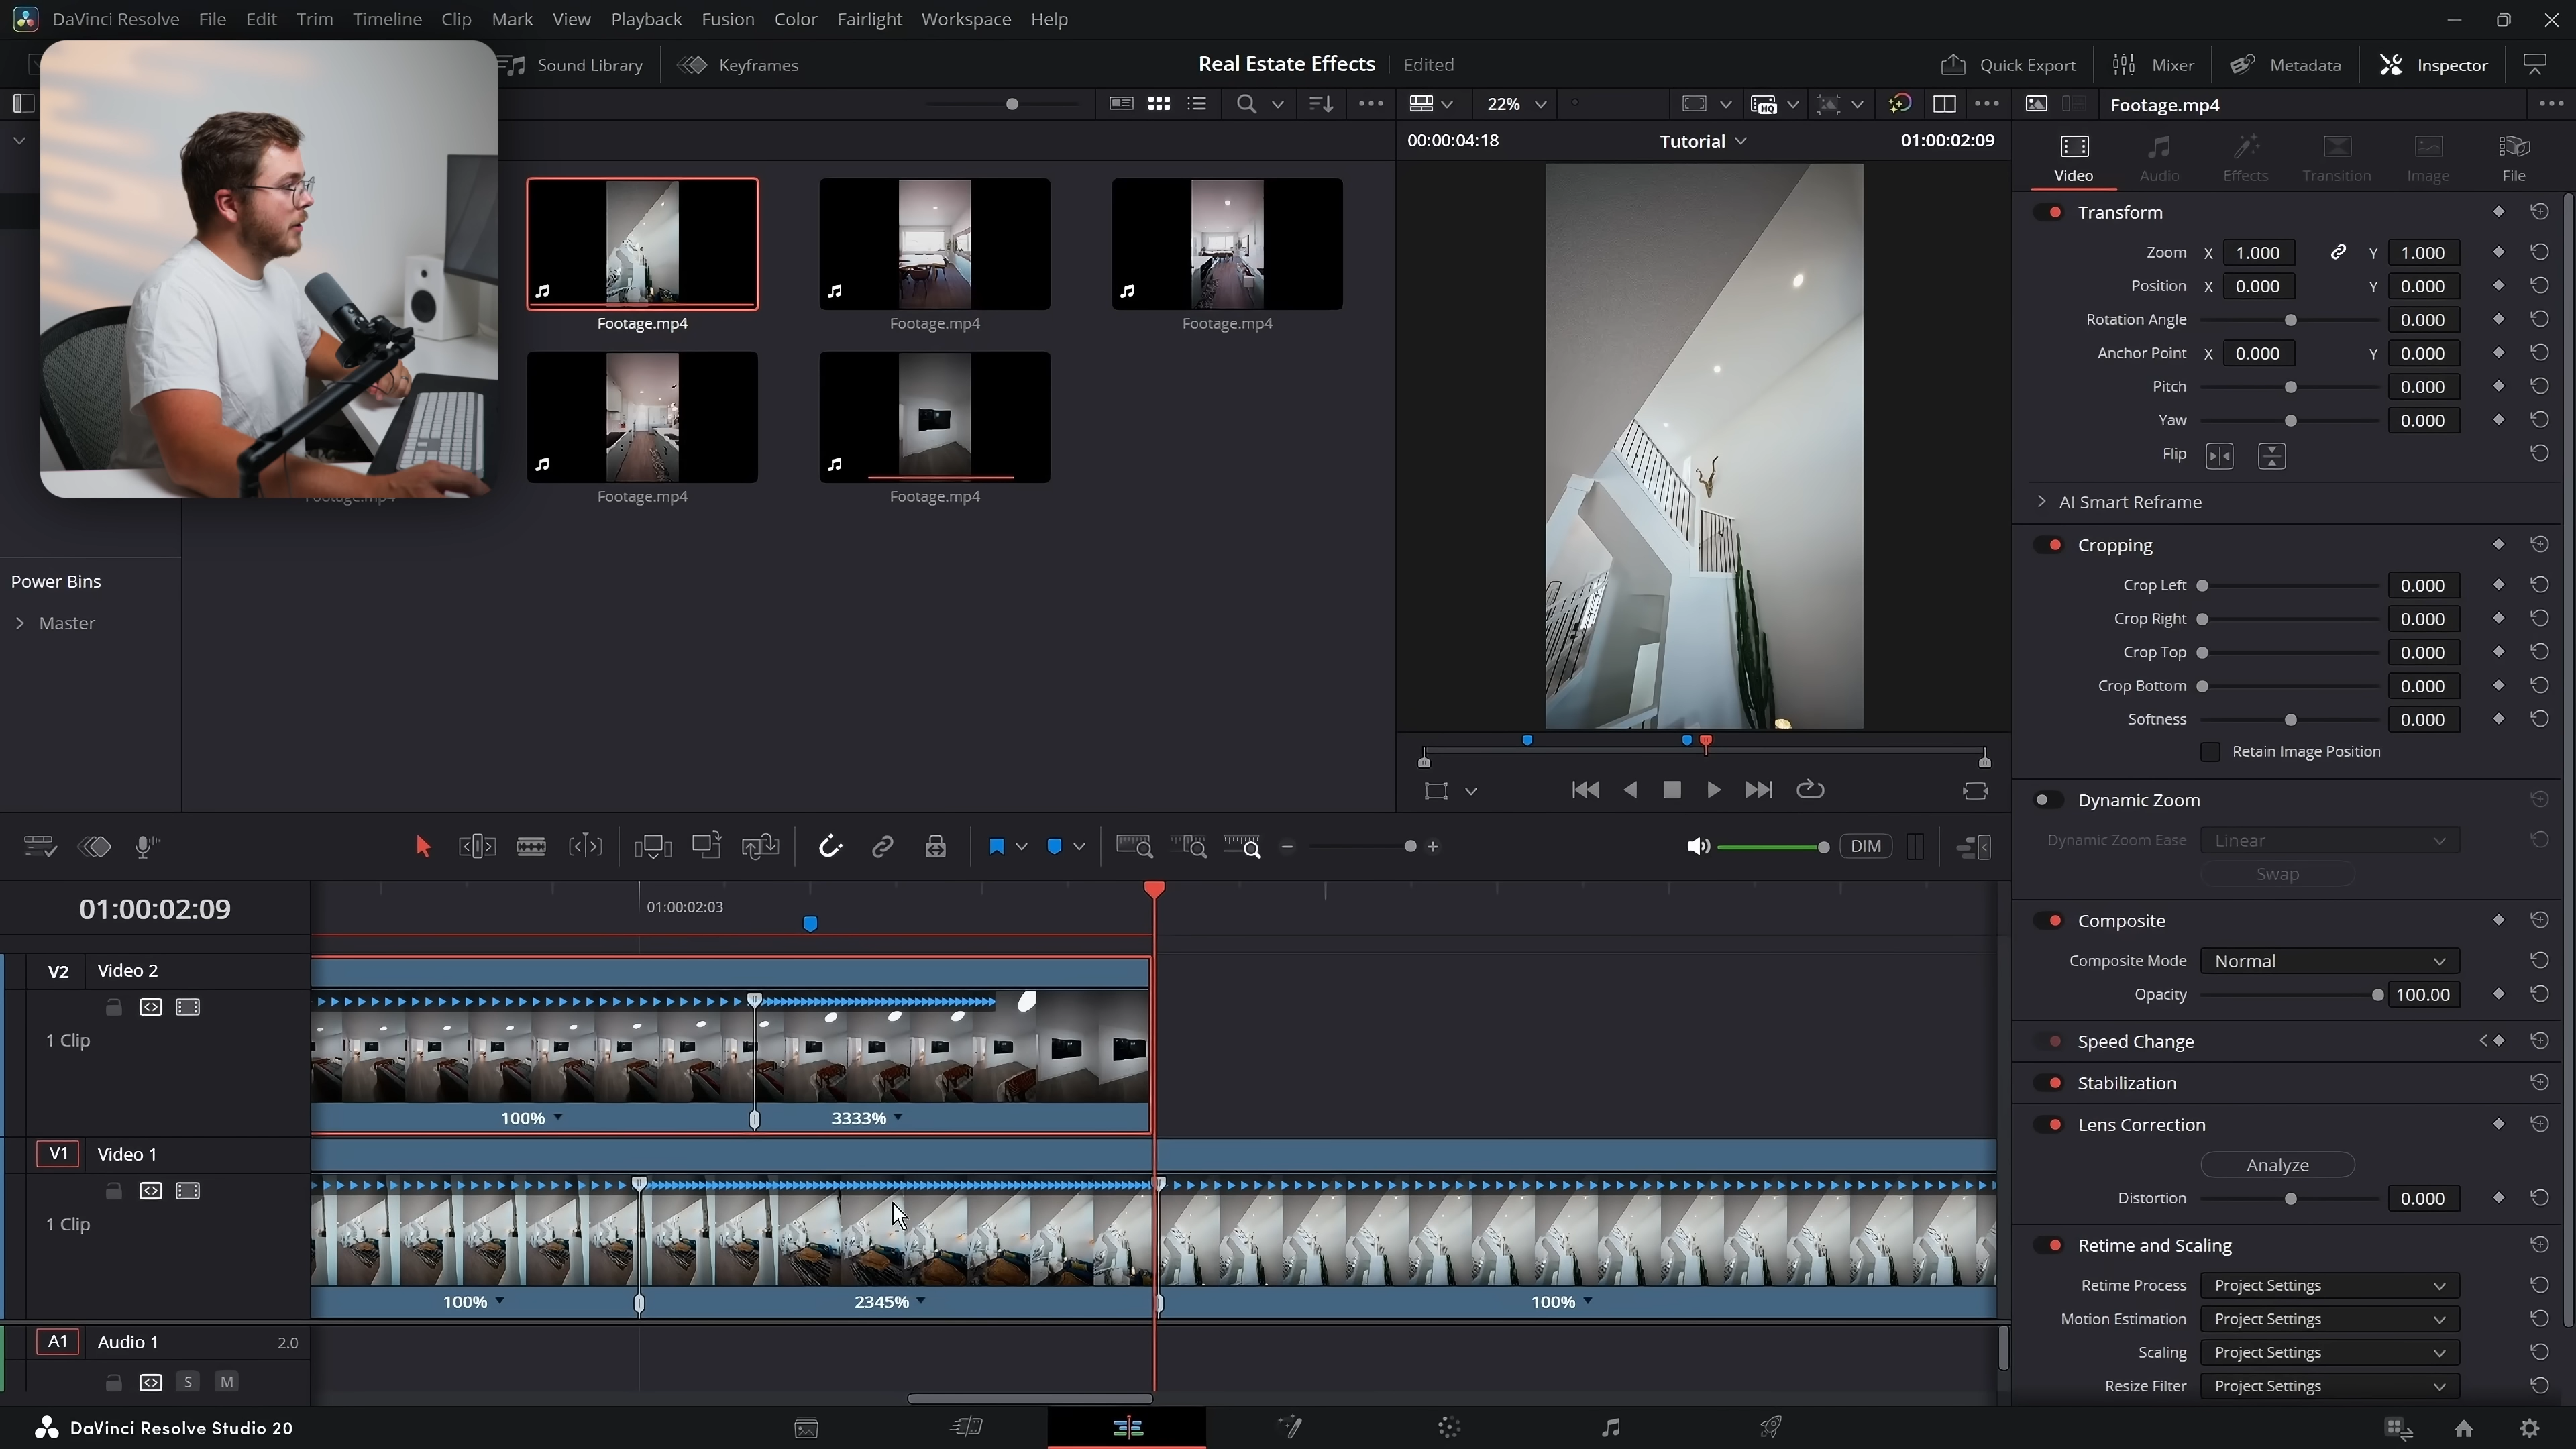 DaVinci Resolve File Edit Trim Timeline Clip Mark View Playback Fusion Color Fairlight Workspace Help
Sound Library Keyframes Real Estate Effects Edited Quick Export Mixer Metadata Inspector
22% HQ Footage.mp4
00:00:04:18 Tutorial 01:00:02:09
Video Audio Effects Transition Image File
Transform
Zoom X 1.000 Y 1.000
Position X 0.000 Y 0.000
Rotation Angle 0.000
Anchor Point X 0.000 Y 0.000
Pitch 0.000
Yaw 0.000
Flip
AI Smart Reframe
Cropping
Crop Left 0.000
Crop Right 0.000
Crop Top 0.000
Crop Bottom 0.000
Softness 0.000
Retain Image Position
Dynamic Zoom
Dynamic Zoom Ease Linear
Swap
Composite
Composite Mode Normal
Opacity 100.00
Speed Change
Stabilization
Lens Correction
Analyze
Distortion 0.000
Retime and Scaling
Retime Process Project Settings
Motion Estimation Project Settings
Scaling Project Settings
Resize Filter Project Settings
Footage.mp4 Footage.mp4 Footage.mp4
Footage.mp4 Footage.mp4 Footage.mp4
Power Bins
Master
DIM
01:00:02:09
01:00:02:03
V2 Video 2
1 Clip
100% 3333%
V1 Video 1
1 Clip
100% 2345% 100%
A1 Audio 1 2.0
S M
DaVinci Resolve Studio 20